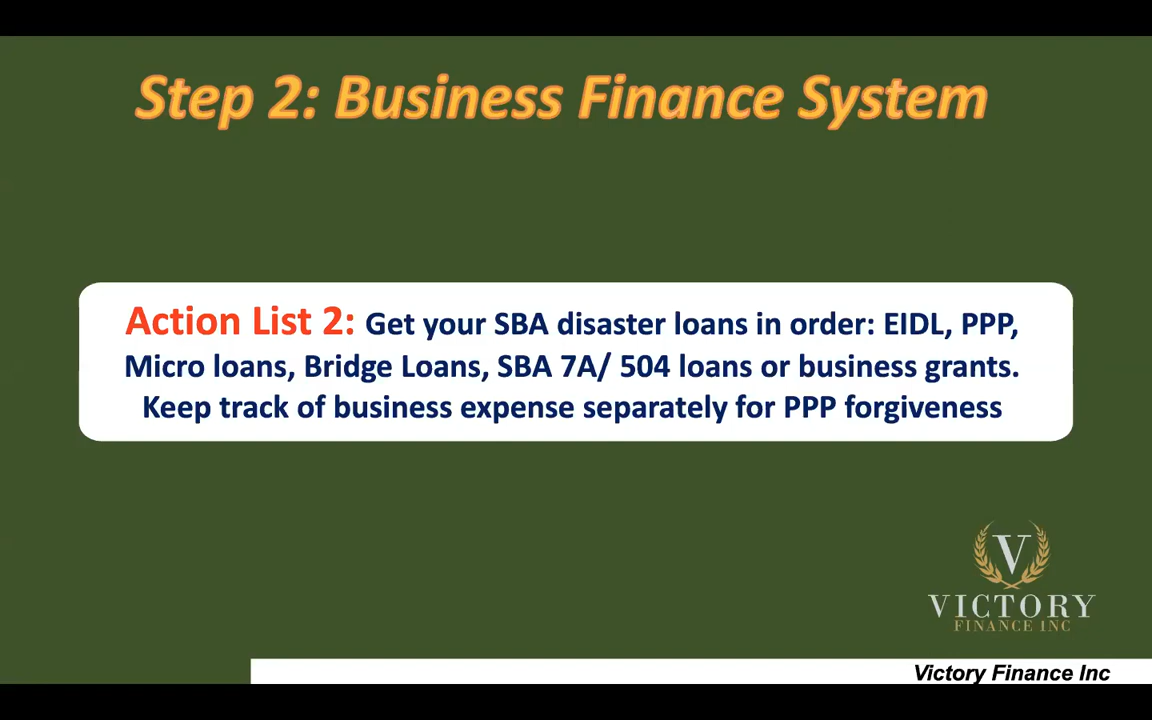 Step 2: Business Finance System
Action List 2: Get your SBA disaster loans in order: EIDL, PPP,
Micro loans, Bridge Loans, SBA 7A/ 504 loans or business grants.
Keep track of business expense separately for PPP forgiveness
V
VICTORY
FINANCE INC
Victory Finance Inc